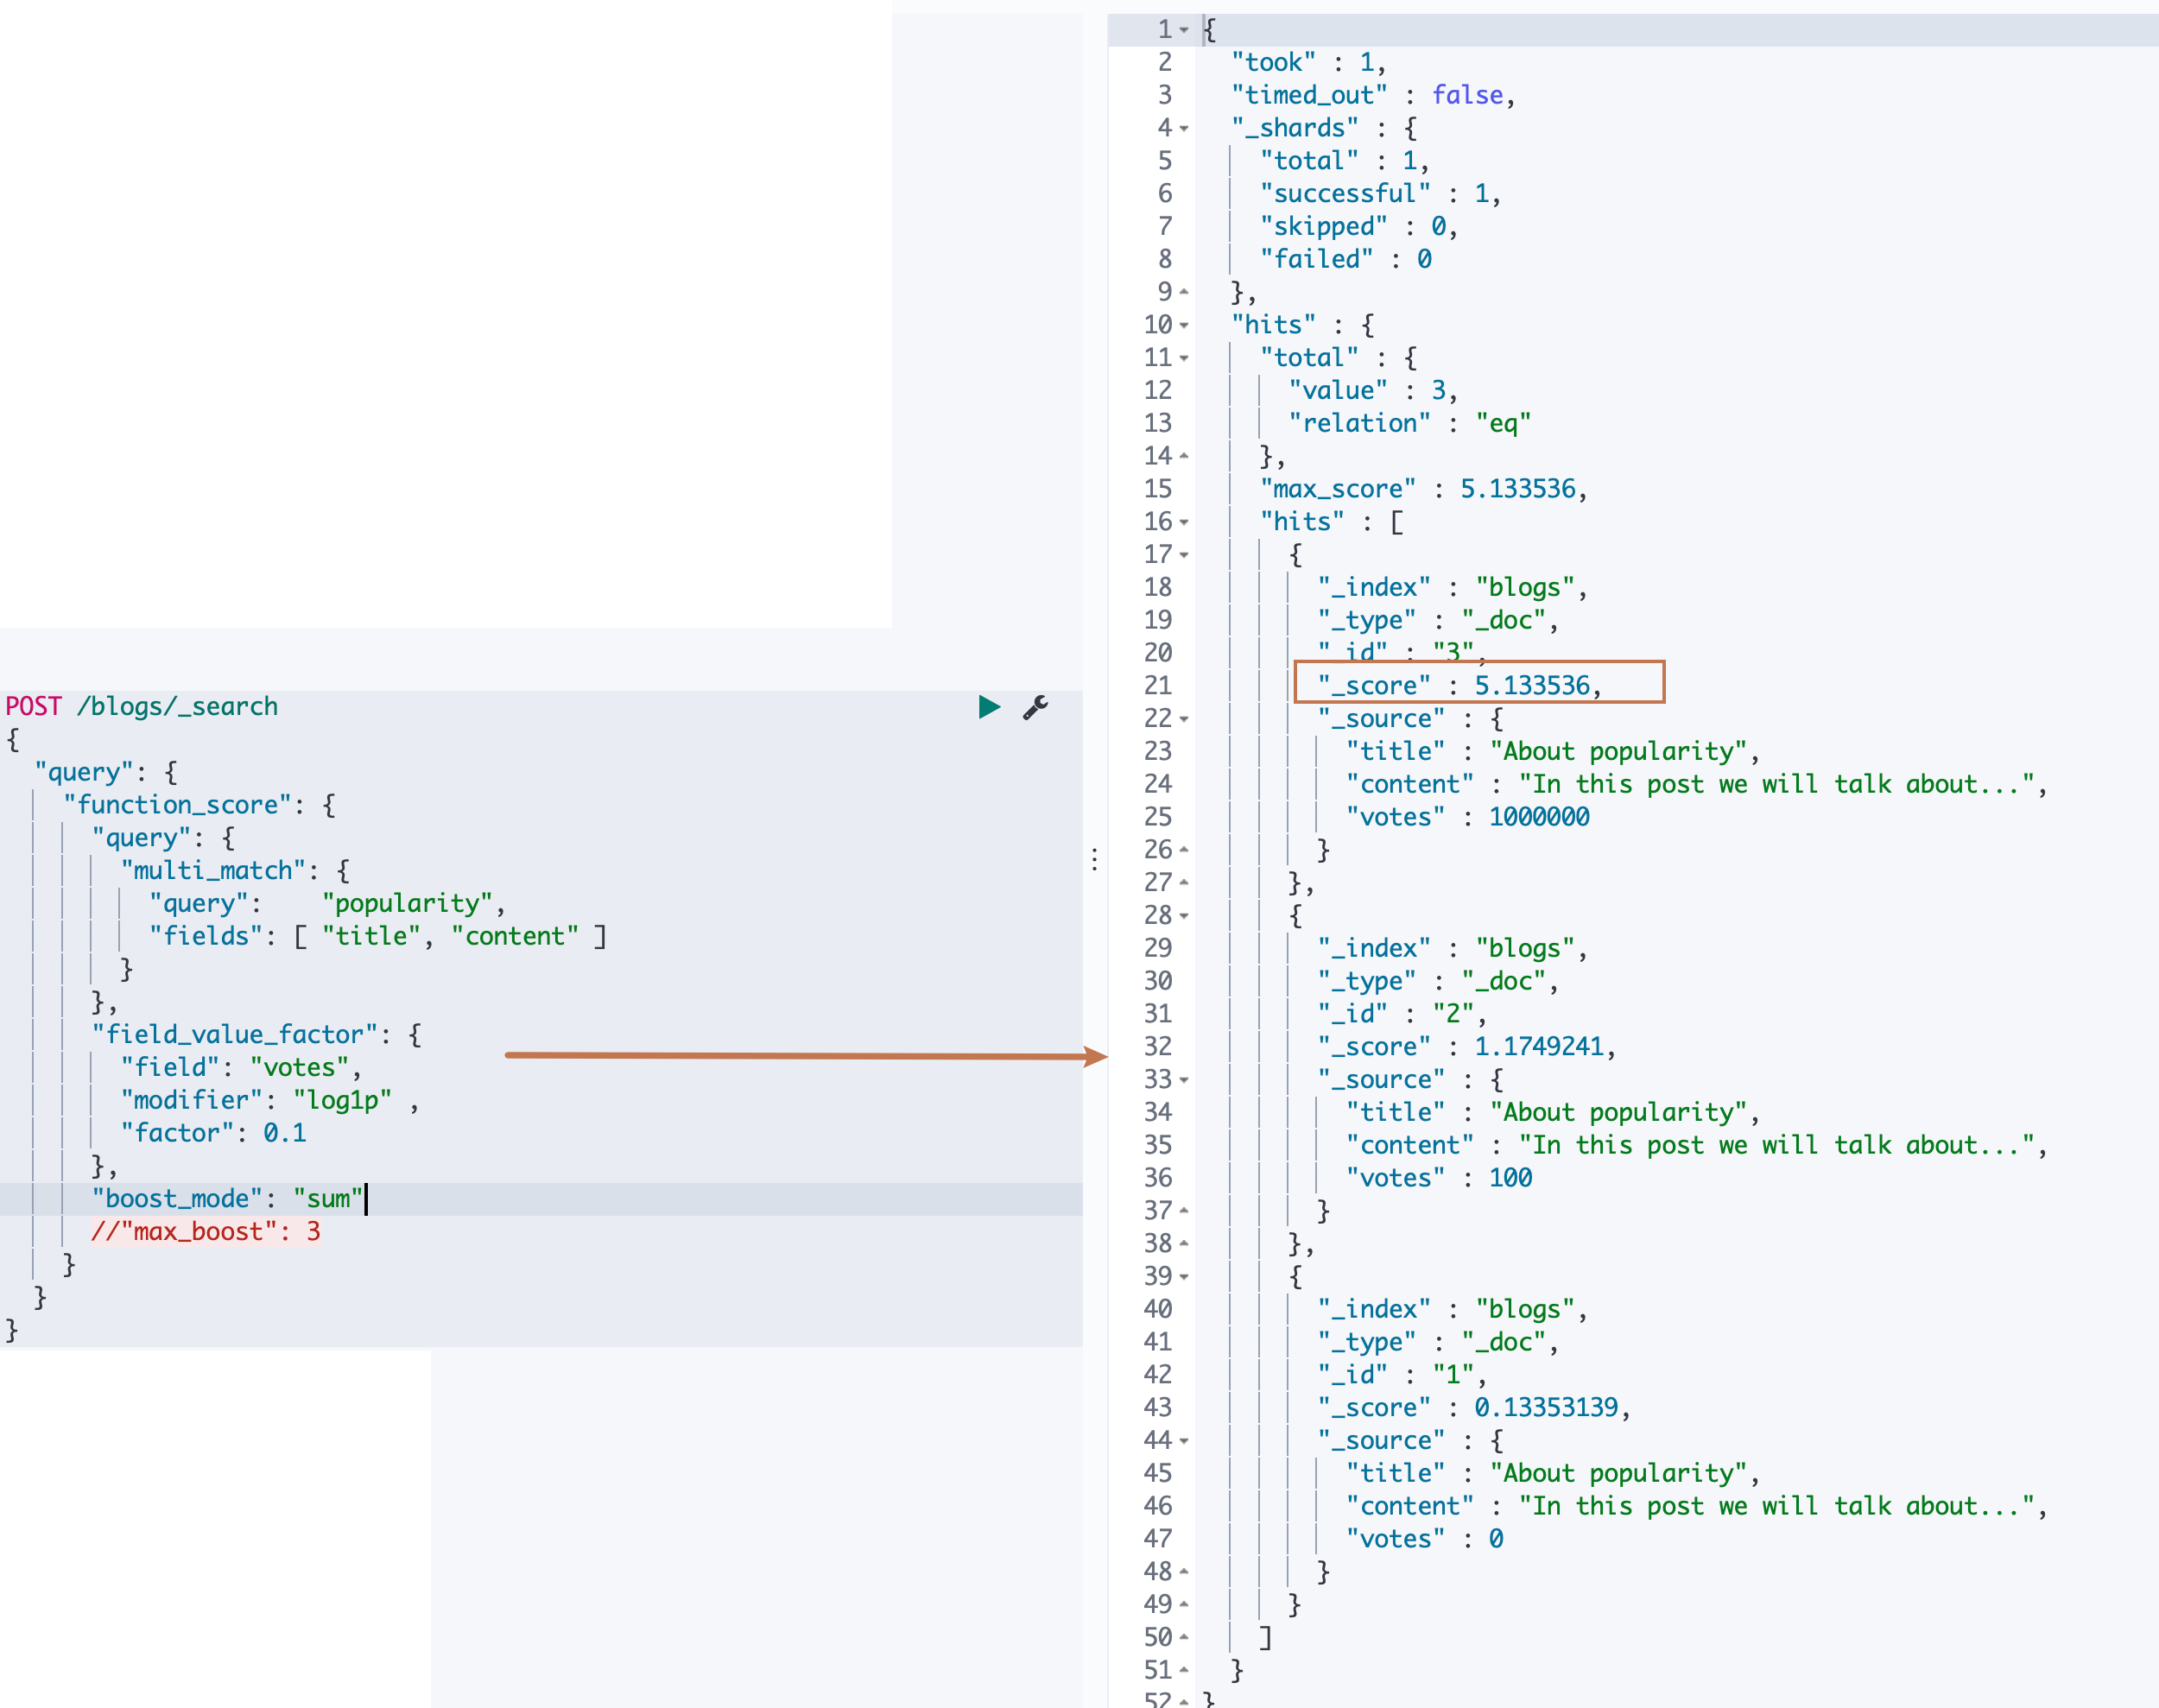 POST /blogs/_search
{
  "query": {
    "function_score": {
      "query": {
        "multi_match": {
          "query":    "popularity",
          "fields": [ "title", "content" ]
        }
      },
      "field_value_factor": {
        "field": "votes",
        "modifier": "log1p" ,
        "factor": 0.1
      },
      "boost_mode": "sum"
      //"max_boost": 3
    }
  }
}
1 {
2   "took" : 1,
3   "timed_out" : false,
4   "_shards" : {
5     "total" : 1,
6     "successful" : 1,
7     "skipped" : 0,
8     "failed" : 0
9   },
10   "hits" : {
11     "total" : {
12       "value" : 3,
13       "relation" : "eq"
14     },
15     "max_score" : 5.133536,
16     "hits" : [
17       {
18         "_index" : "blogs",
19         "_type" : "_doc",
20         "_id" : "3",
21         "_score" : 5.133536,
22         "_source" : {
23           "title" : "About popularity",
24           "content" : "In this post we will talk about...",
25           "votes" : 1000000
26         }
27       },
28       {
29         "_index" : "blogs",
30         "_type" : "_doc",
31         "_id" : "2",
32         "_score" : 1.1749241,
33         "_source" : {
34           "title" : "About popularity",
35           "content" : "In this post we will talk about...",
36           "votes" : 100
37         }
38       },
39       {
40         "_index" : "blogs",
41         "_type" : "_doc",
42         "_id" : "1",
43         "_score" : 0.13353139,
44         "_source" : {
45           "title" : "About popularity",
46           "content" : "In this post we will talk about...",
47           "votes" : 0
48         }
49       }
50     ]
51   }
52 }